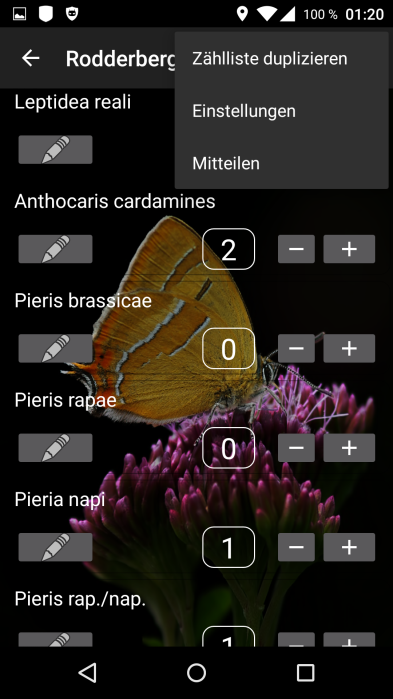 100 % 01:20
Rodderberg
Zählliste duplizieren
Einstellungen
Mitteilen
Leptidea reali
Anthocaris cardamines
2 − +
Pieris brassicae
0 − +
Pieris rapae
0 − +
Pieria napi
1 − +
Pieris rap./nap.
1 − +